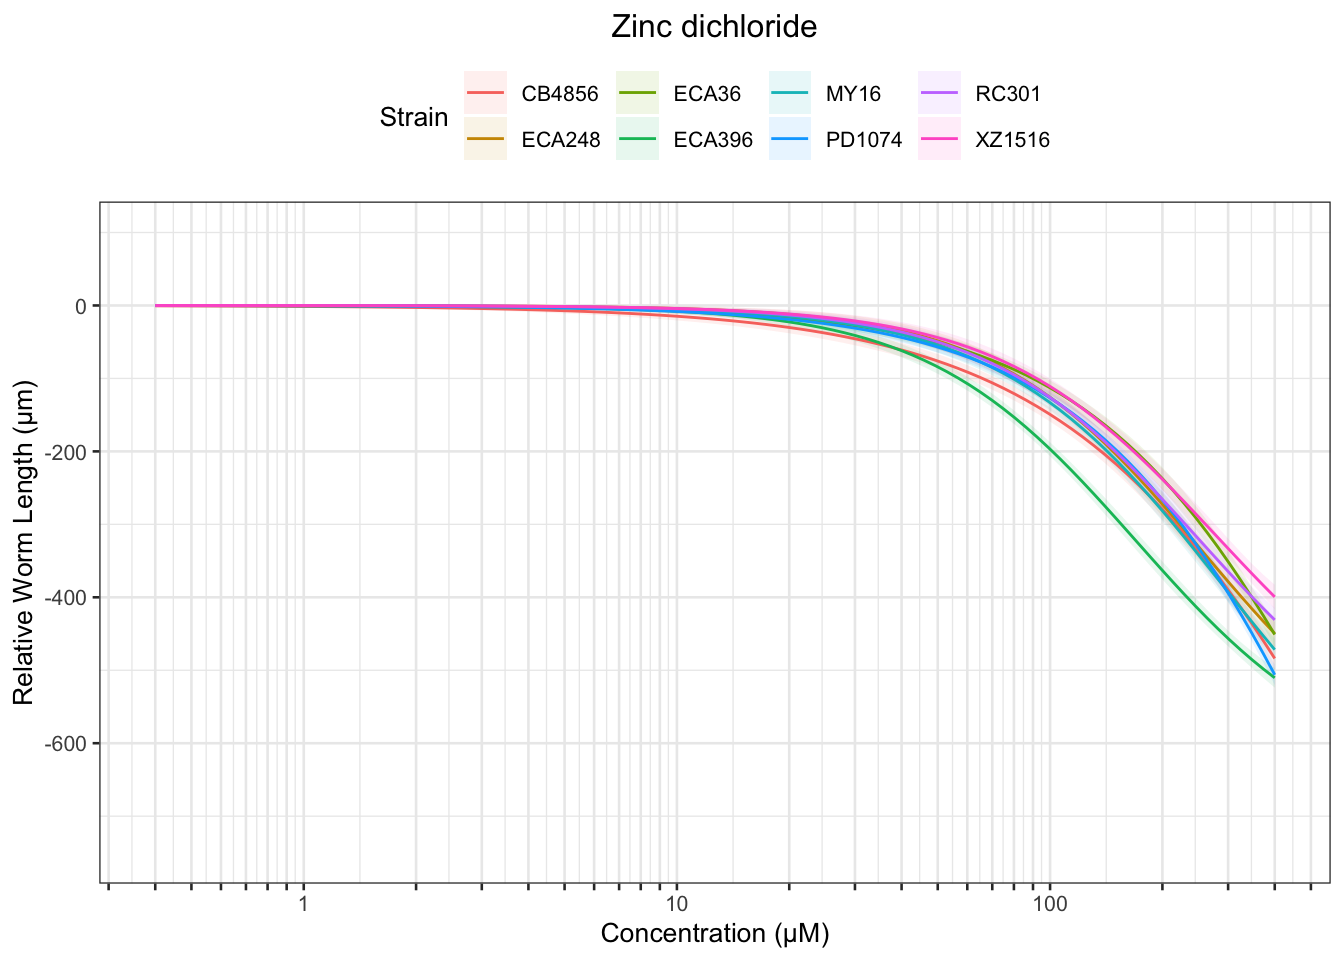 Zinc dichloride
Strain
CB4856 ECA36 MY16 RC301
ECA248 ECA396 PD1074 XZ1516
Relative Worm Length (µm)
0
-200
-400
-600
1 10 100
Concentration (µM)